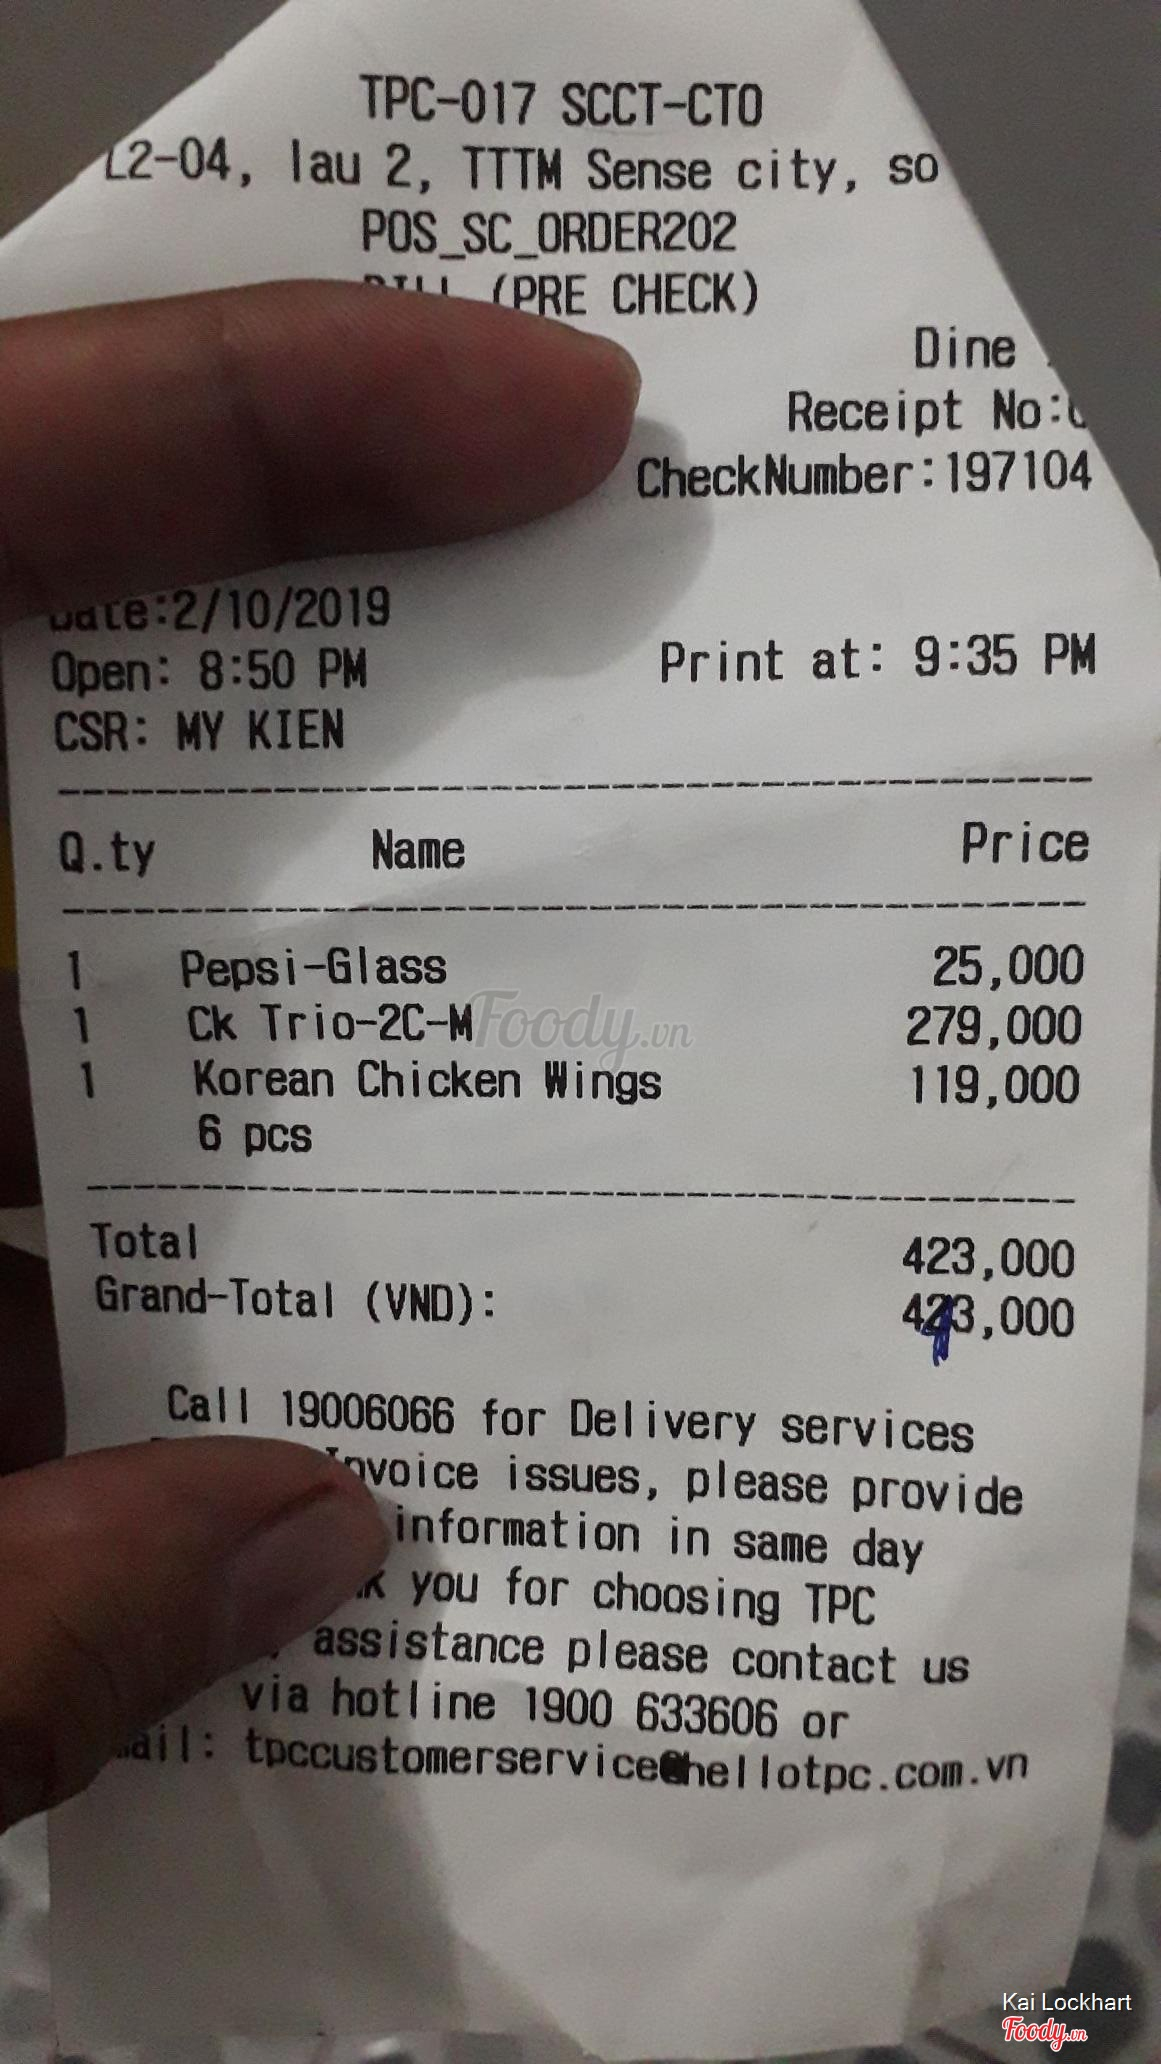 TPC-017 SCCT-CTO
L2-04, lau 2, TTTM Sense city, so
POS_SC_ORDER202
BILL (PRE CHECK)
Dine
Receipt No:
CheckNumber:197104
Date:2/10/2019
Open: 8:50 PM Print at: 9:35 PM
CSR: MY KIEN
Q.ty Name Price
1 Pepsi-Glass 25,000
1 Ck Trio-2C-M 279,000
1 Korean Chicken Wings 119,000
6 pcs
Total 423,000
Grand-Total (VND): 423,000
Call 19006066 for Delivery services
Invoice issues, please provide
information in same day
you for choosing TPC
assistance please contact us
via hotline 1900 633606 or
tpccustomerservice@hellotpc.com.vn
Foody.vn
Kai Lockhart
Foody.vn